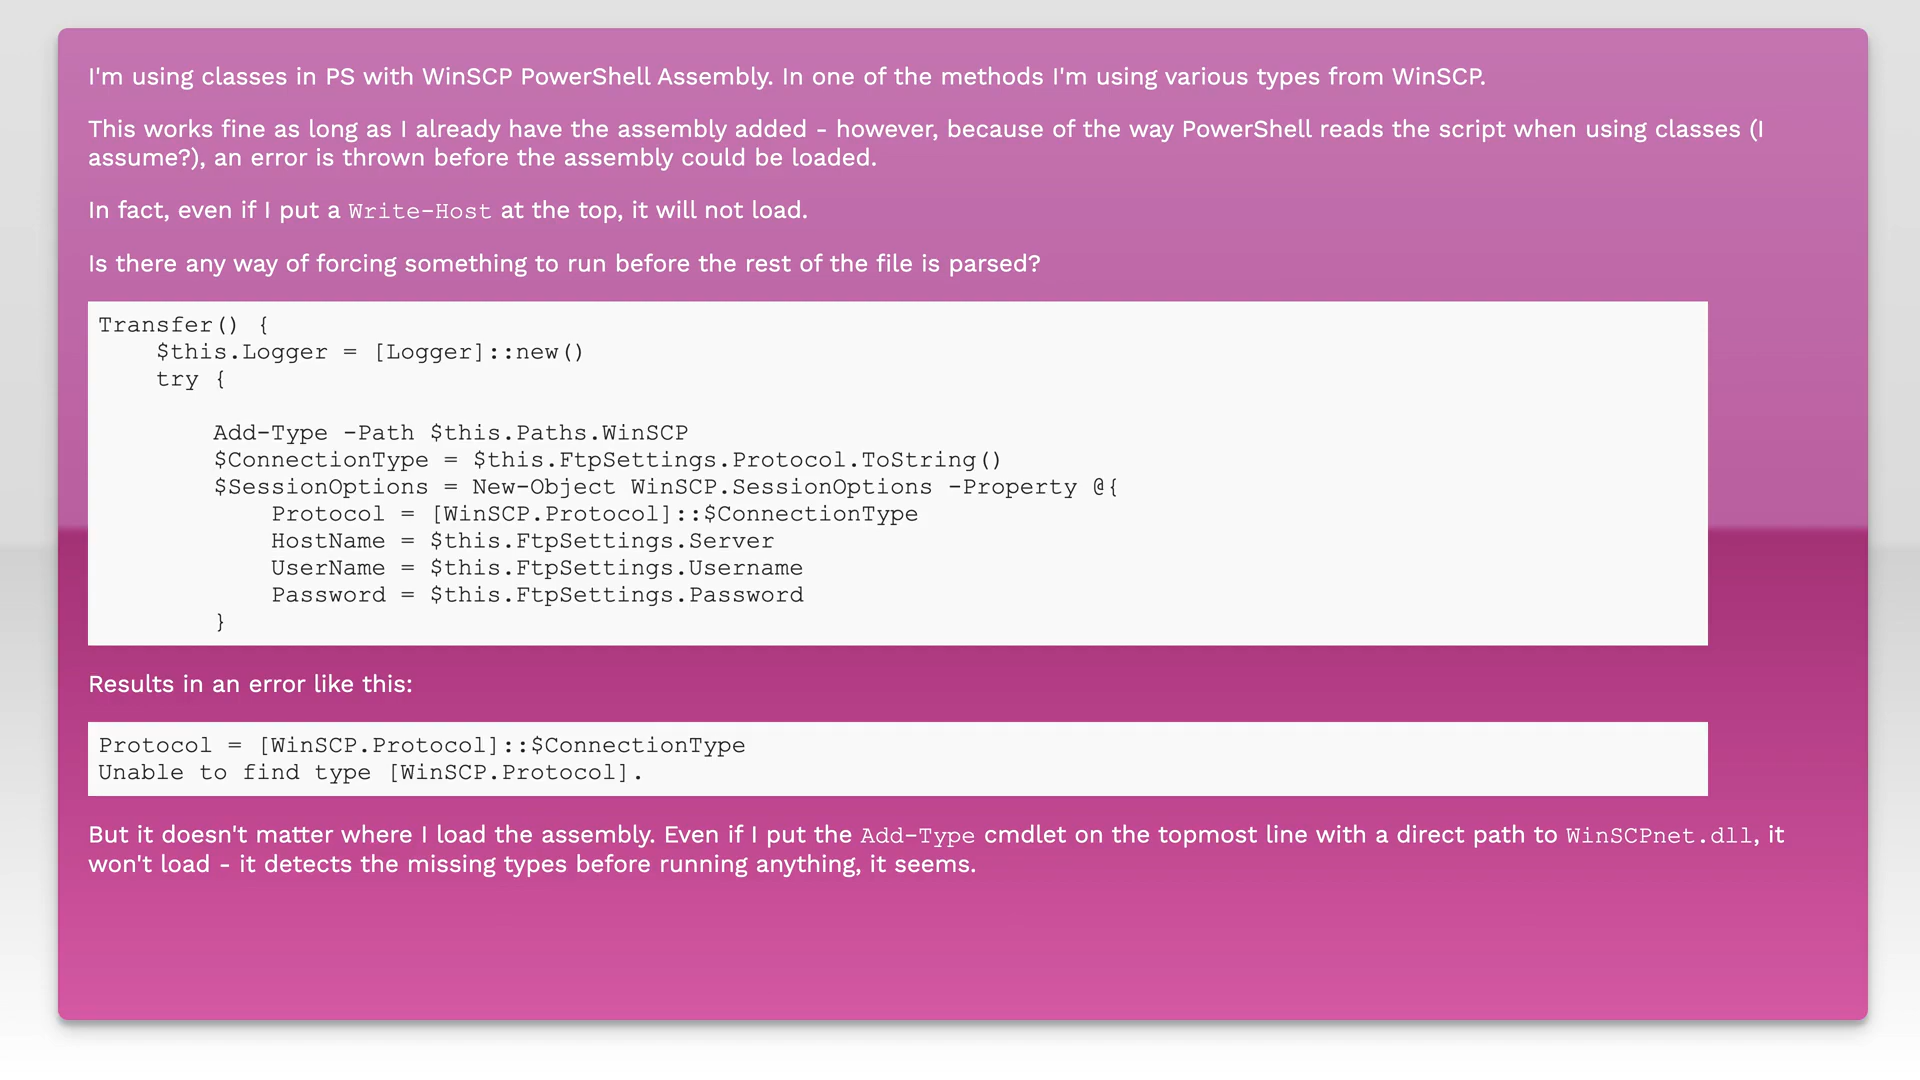 I'm using classes in PS with WinSCP PowerShell Assembly. In one of the methods I'm using various types from WinSCP.
This works fine as long as I already have the assembly added - however, because of the way PowerShell reads the script when using classes (I
assume?), an error is thrown before the assembly could be loaded.
In fact, even if I put a Write-Host at the top, it will not load.
Is there any way of forcing something to run before the rest of the file is parsed?
Transfer() {
    $this.Logger = [Logger]::new()
    try {
        Add-Type -Path $this.Paths.WinSCP
        $ConnectionType = $this.FtpSettings.Protocol.ToString()
        $SessionOptions = New-Object WinSCP.SessionOptions -Property @{
            Protocol = [WinSCP.Protocol]::$ConnectionType
            HostName = $this.FtpSettings.Server
            UserName = $this.FtpSettings.Username
            Password = $this.FtpSettings.Password
        }
Results in an error like this:
Protocol = [WinSCP.Protocol]::$ConnectionType
Unable to find type [WinSCP.Protocol].
But it doesn't matter where I load the assembly. Even if I put the Add-Type cmdlet on the topmost line with a direct path to WinSCPnet.dll, it
won't load - it detects the missing types before running anything, it seems.